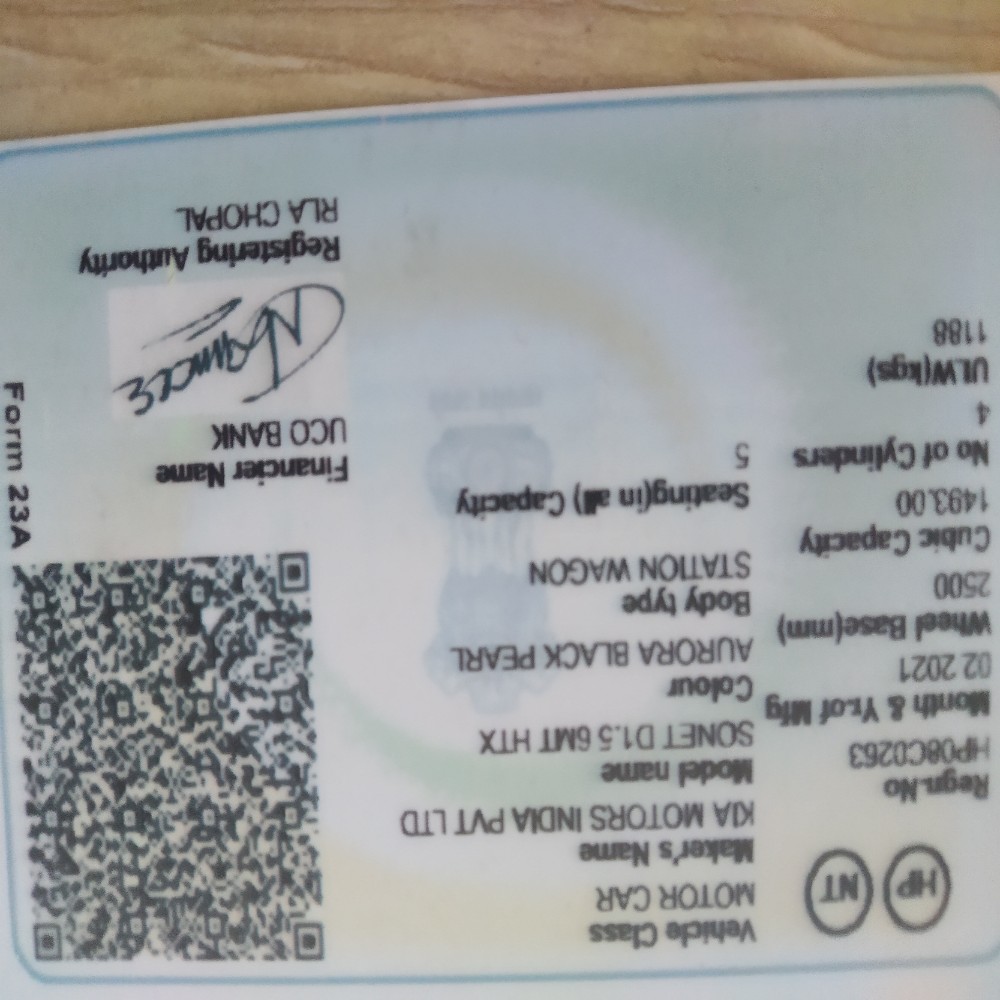 HP NT
Regn.No
HP08C0263
Month & Yr.of Mfg
02 2021
Wheel Base(mm)
2500
Cubic Capacity
1493.00
No of Cylinders
4
ULW(kgs)
1188
Vehicle Class
MOTOR CAR
Maker's Name
KIA MOTORS INDIA PVT LTD
Model name
SONET D1.5 6MT HTX
Colour
AURORA BLACK PEARL
Body type
STATION WAGON
Seating(in all) Capacity
5
Form 23A
Financier Name
UCO BANK
Registering Authority
RLA CHOPAL